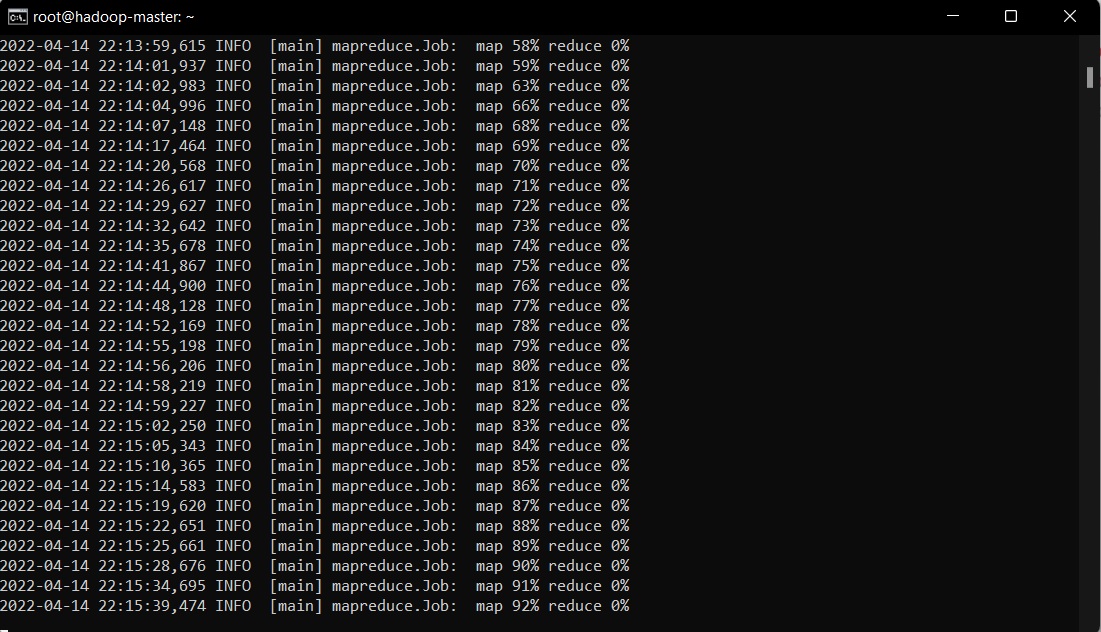 root@hadoop-master: ~
2022-04-14 22:13:59,615 INFO  [main] mapreduce.Job:  map 58% reduce 0%
2022-04-14 22:14:01,937 INFO  [main] mapreduce.Job:  map 59% reduce 0%
2022-04-14 22:14:02,983 INFO  [main] mapreduce.Job:  map 63% reduce 0%
2022-04-14 22:14:04,996 INFO  [main] mapreduce.Job:  map 66% reduce 0%
2022-04-14 22:14:07,148 INFO  [main] mapreduce.Job:  map 68% reduce 0%
2022-04-14 22:14:17,464 INFO  [main] mapreduce.Job:  map 69% reduce 0%
2022-04-14 22:14:20,568 INFO  [main] mapreduce.Job:  map 70% reduce 0%
2022-04-14 22:14:26,617 INFO  [main] mapreduce.Job:  map 71% reduce 0%
2022-04-14 22:14:29,627 INFO  [main] mapreduce.Job:  map 72% reduce 0%
2022-04-14 22:14:32,642 INFO  [main] mapreduce.Job:  map 73% reduce 0%
2022-04-14 22:14:35,678 INFO  [main] mapreduce.Job:  map 74% reduce 0%
2022-04-14 22:14:41,867 INFO  [main] mapreduce.Job:  map 75% reduce 0%
2022-04-14 22:14:44,900 INFO  [main] mapreduce.Job:  map 76% reduce 0%
2022-04-14 22:14:48,128 INFO  [main] mapreduce.Job:  map 77% reduce 0%
2022-04-14 22:14:52,169 INFO  [main] mapreduce.Job:  map 78% reduce 0%
2022-04-14 22:14:55,198 INFO  [main] mapreduce.Job:  map 79% reduce 0%
2022-04-14 22:14:56,206 INFO  [main] mapreduce.Job:  map 80% reduce 0%
2022-04-14 22:14:58,219 INFO  [main] mapreduce.Job:  map 81% reduce 0%
2022-04-14 22:14:59,227 INFO  [main] mapreduce.Job:  map 82% reduce 0%
2022-04-14 22:15:02,250 INFO  [main] mapreduce.Job:  map 83% reduce 0%
2022-04-14 22:15:05,343 INFO  [main] mapreduce.Job:  map 84% reduce 0%
2022-04-14 22:15:10,365 INFO  [main] mapreduce.Job:  map 85% reduce 0%
2022-04-14 22:15:14,583 INFO  [main] mapreduce.Job:  map 86% reduce 0%
2022-04-14 22:15:19,620 INFO  [main] mapreduce.Job:  map 87% reduce 0%
2022-04-14 22:15:22,651 INFO  [main] mapreduce.Job:  map 88% reduce 0%
2022-04-14 22:15:25,661 INFO  [main] mapreduce.Job:  map 89% reduce 0%
2022-04-14 22:15:28,676 INFO  [main] mapreduce.Job:  map 90% reduce 0%
2022-04-14 22:15:34,695 INFO  [main] mapreduce.Job:  map 91% reduce 0%
2022-04-14 22:15:39,474 INFO  [main] mapreduce.Job:  map 92% reduce 0%